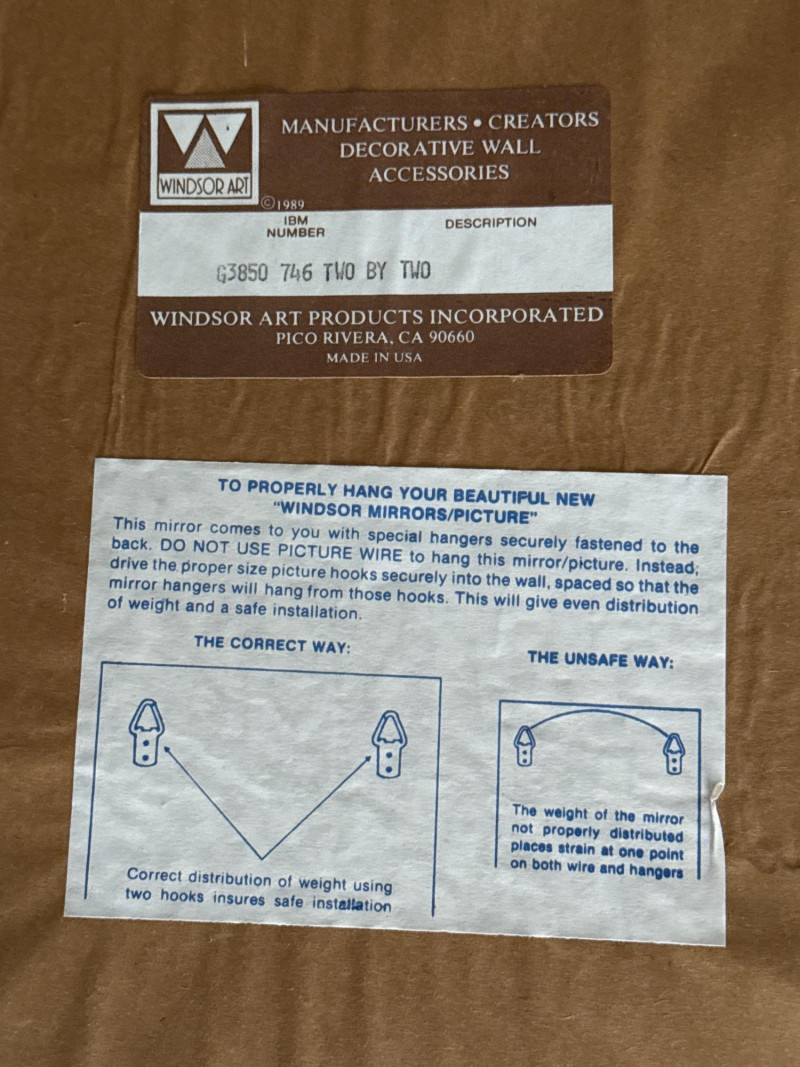 WINDSOR ART
MANUFACTURERS • CREATORS
DECORATIVE WALL
ACCESSORIES
©1989
IBM
NUMBER
DESCRIPTION
G3850 746 TWO BY TWO
WINDSOR ART PRODUCTS INCORPORATED
PICO RIVERA, CA 90660
MADE IN USA
TO PROPERLY HANG YOUR BEAUTIFUL NEW
"WINDSOR MIRRORS/PICTURE"
This mirror comes to you with special hangers securely fastened to the
back. DO NOT USE PICTURE WIRE to hang this mirror/picture. Instead,
drive the proper size picture hooks securely into the wall, spaced so that the
mirror hangers will hang from those hooks. This will give even distribution
of weight and a safe installation.
THE CORRECT WAY:
Correct distribution of weight using
two hooks insures safe installation
THE UNSAFE WAY:
The weight of the mirror
not properly distributed
places strain at one point
on both wire and hangers